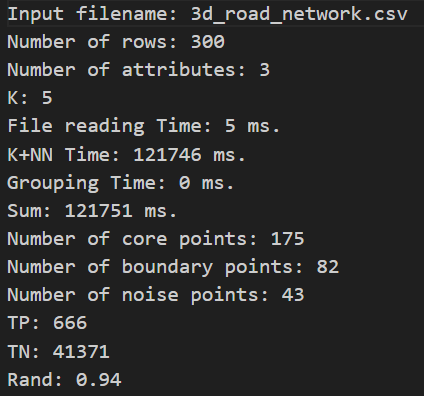 Input filename: 3d_road_network.csv
Number of rows: 300
Number of attributes: 3
K: 5
File reading Time: 5 ms.
K+NN Time: 121746 ms.
Grouping Time: 0 ms.
Sum: 121751 ms.
Number of core points: 175
Number of boundary points: 82
Number of noise points: 43
TP: 666
TN: 41371
Rand: 0.94